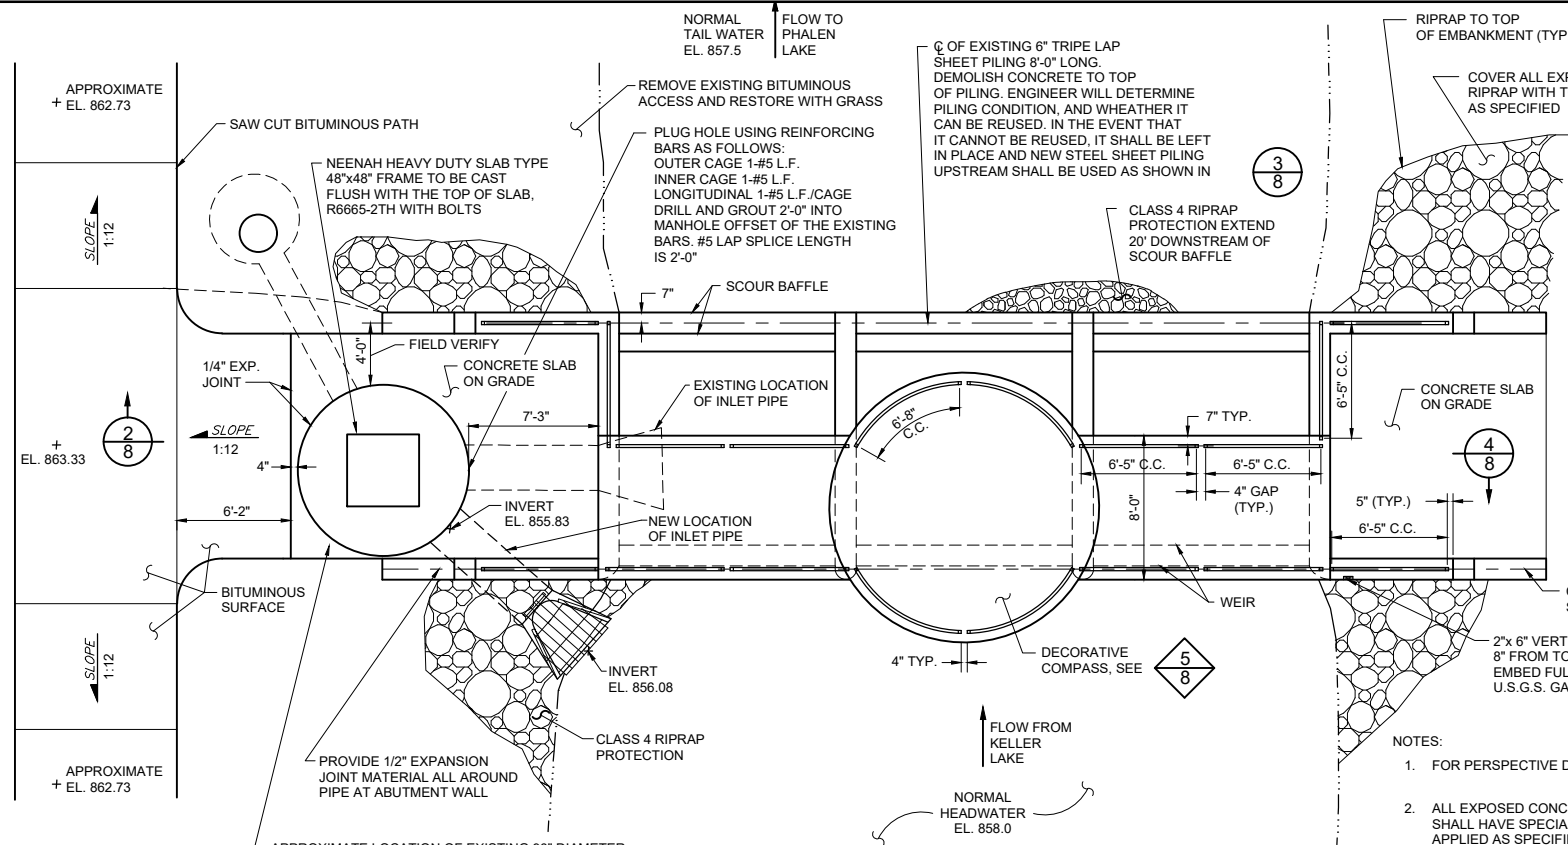 NORMAL
TAIL WATER
EL. 857.5
FLOW TO
PHALEN
LAKE
RIPRAP TO TOP
OF EMBANKMENT (TYP
COVER ALL
RIPRAP WITH
AS SPECIFIED
APPROXIMATE
EL. 862.73
SAW CUT BITUMINOUS PATH
REMOVE EXISTING BITUMINOUS
ACCESS AND RESTORE WITH GRASS
℄ OF EXISTING 6" TRIPE LAP
SHEET PILING 8'-0" LONG.
DEMOLISH CONCRETE TO TOP
OF PILING. ENGINEER WILL DETERMINE
PILING CONDITION, AND WHEATHER IT
CAN BE REUSED. IN THE EVENT THAT
IT CANNOT BE REUSED, IT SHALL BE LEFT
IN PLACE AND NEW STEEL SHEET PILING
UPSTREAM SHALL BE USED AS SHOWN IN
3
8
NEENAH HEAVY DUTY SLAB TYPE
48"x48" FRAME TO BE CAST
FLUSH WITH THE TOP OF SLAB,
R6665-2TH WITH BOLTS
PLUG HOLE USING REINFORCING
BARS AS FOLLOWS:
OUTER CAGE 1-#5 L.F.
INNER CAGE 1-#5 L.F.
LONGITUDINAL 1-#5 L.F./CAGE
DRILL AND GROUT 2'-0" INTO
MANHOLE OFFSET OF THE EXISTING
BARS. #5 LAP SPLICE LENGTH
IS 2'-0"
CLASS 4 RIPRAP
PROTECTION EXTEND
20' DOWNSTREAM OF
SCOUR BAFFLE
SLOPE
1:12
7"
SCOUR BAFFLE
4'-0"
FIELD VERIFY
1/4" EXP.
JOINT
CONCRETE SLAB
ON GRADE
EXISTING LOCATION
OF INLET PIPE
6'-8"
C.C.
7" TYP.
6'-5" C.C.
CONCRETE SLAB
ON GRADE
7'-3"
2
8
EL. 863.33
SLOPE
1:12
4"
6'-2"
INVERT
EL. 855.83
NEW LOCATION
OF INLET PIPE
6'-5" C.C.
6'-5" C.C.
4" GAP
(TYP.)
8'-0"
4
8
5" (TYP.)
6'-5" C.C.
BITUMINOUS
SURFACE
WEIR
SLOPE
1:12
INVERT
EL. 856.08
4" TYP.
DECORATIVE
COMPASS, SEE
5
8
2"x 6" VERT
8" FROM
EMBED
U.S.G.S.
CLASS 4 RIPRAP
PROTECTION
FLOW FROM
KELLER
LAKE
APPROXIMATE
EL. 862.73
PROVIDE 1/2" EXPANSION
JOINT MATERIAL ALL AROUND
PIPE AT ABUTMENT WALL
NORMAL
HEADWATER
EL. 858.0
NOTES:
1. FOR PERSPECTIVE
2. ALL EXPOSED
SHALL HAVE
APPLIED AS
APPROXIMATE LOCATION OF EXISTING DIAMETER